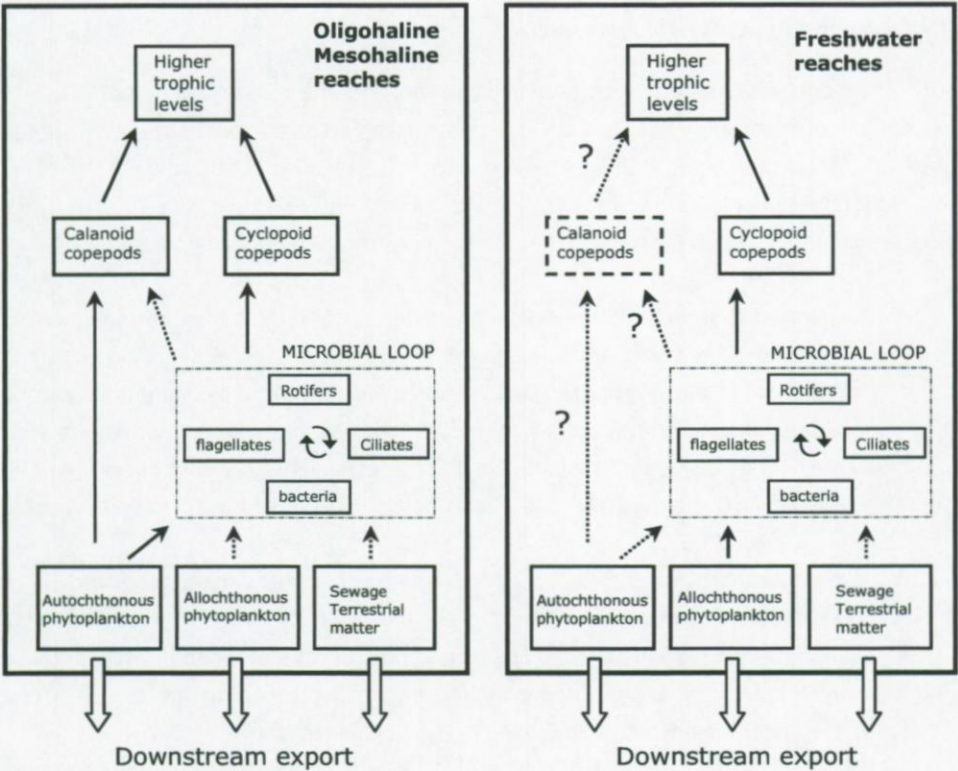 Oligohaline
Mesohaline
reaches
Higher
trophic
levels
Calanoid
copepods
Cyclopoid
copepods
MICROBIAL LOOP
Rotifers
flagellates
Ciliates
bacteria
Autochthonous
phytoplankton
Allochthonous
phytoplankton
Sewage
Terrestrial
matter
Downstream export
Freshwater
reaches
Higher
trophic
levels
?
Calanoid
copepods
Cyclopoid
copepods
?
MICROBIAL LOOP
?
Rotifers
flagellates
Ciliates
bacteria
Autochthonous
phytoplankton
Allochthonous
phytoplankton
Sewage
Terrestrial
matter
Downstream export